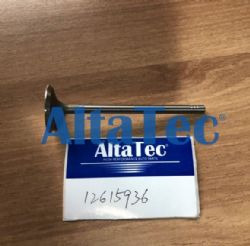 AltaTec®
AltaTec
HIGH PERFORMANCE AUTO PARTS
12615936